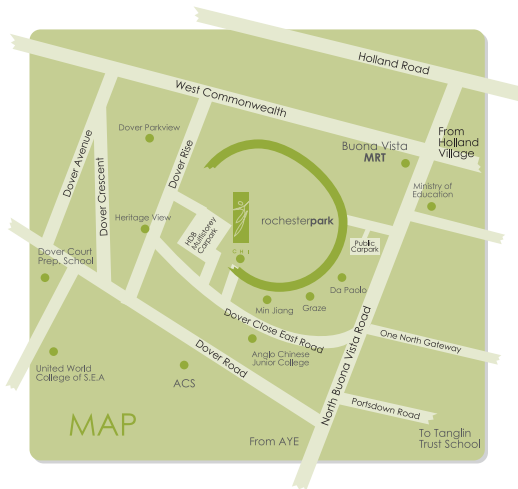 Holland Road
West Commonwealth
Dover Parkview
Buona Vista
MRT
From
Holland
Village
Dover Avenue
Dover Crescent
Dover Rise
Ministry of
Education
Heritage View
HDB
Multistorey
Carpark
rochesterpark
Public
Carpark
CHI
Dover Court
Prep. School
Da Paolo
Min Jiang
Graze
Dover Close East Road
North Buona Vista Road
One North Gateway
Anglo Chinese
Junior College
Dover Road
United World
College of S.E.A
ACS
Portsdown Road
MAP
From AYE
To Tanglin
Trust School